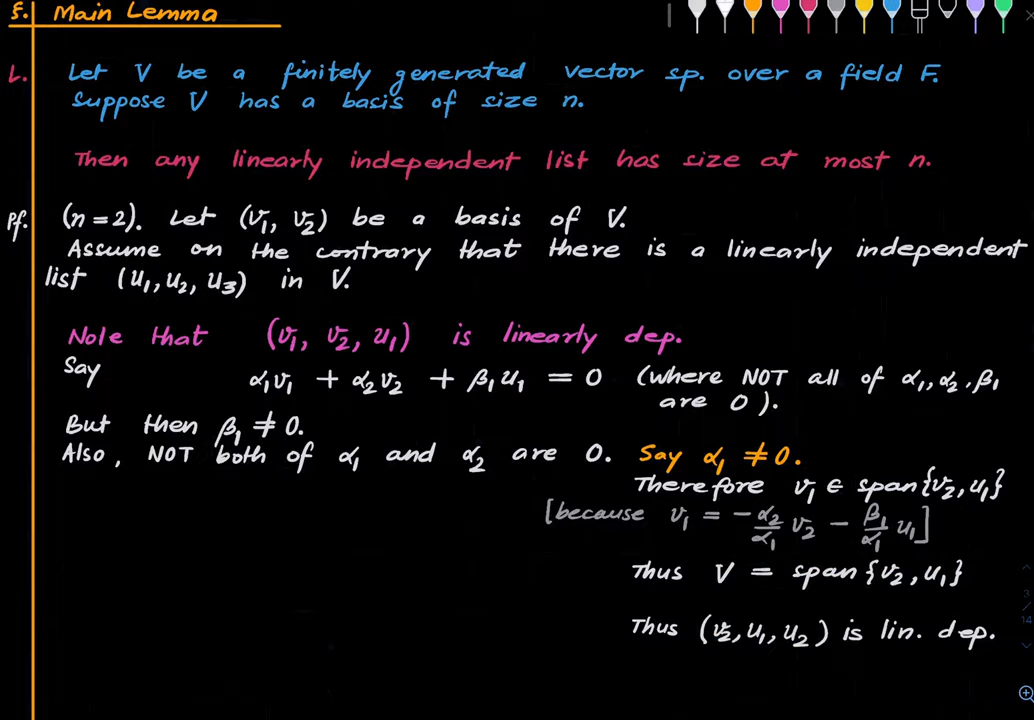 §. Main Lemma
L. Let V be a finitely generated vector sp. over a field F.
Suppose V has a basis of size n.
Then any linearly independent list has size at most n.
Pf. (n=2). Let (v₁, v₂) be a basis of V.
Assume on the contrary that there is a linearly independent
list (u₁, u₂, u₃) in V.
Note that (v₁, v₂, u₁) is linearly dep.
Say α₁v₁ + α₂v₂ + β₁u₁ = 0 (where NOT all of α₁, α₂, β₁
are 0).
But then β₁ ≠ 0.
Also, NOT both of α₁ and α₂ are 0. Say α₁ ≠ 0.
Therefore v₁ ∈ span{v₂, u₁}
[because v₁ = -α₂/α₁ v₂ - β₁/α₁ u₁]
Thus V = span{v₂, u₁}
Thus (v₂, u₁, u₂) is lin. dep.
3
/
14